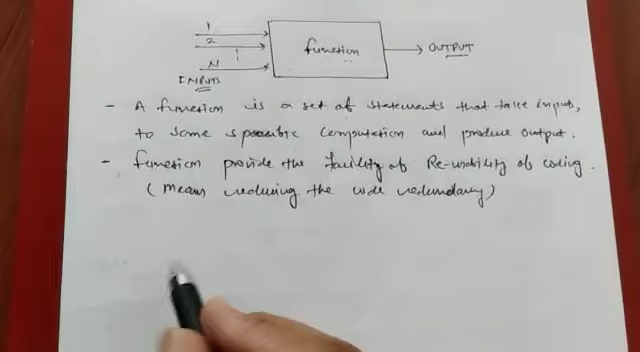 1
2
function → OUTPUT
N
INPUTS
- A function is a set of statements that take inputs,
to some specific computation and produce output.
- function provide the facility of Re-usibility of coding.
(means reducing the code redundancy)